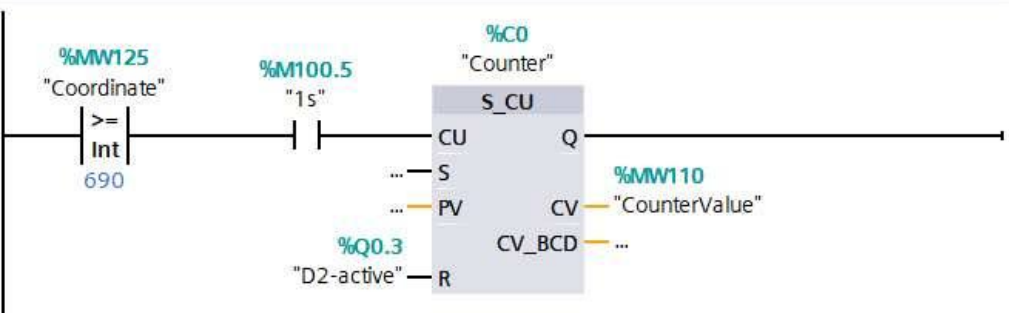 %MW125
"Coordinate"
>=
Int
690
%M100.5
"1s"
%C0
"Counter"
S_CU
CU
Q
... S
... PV
CV
%MW110
"CounterValue"
CV_BCD ...
%Q0.3
"D2-active"
R